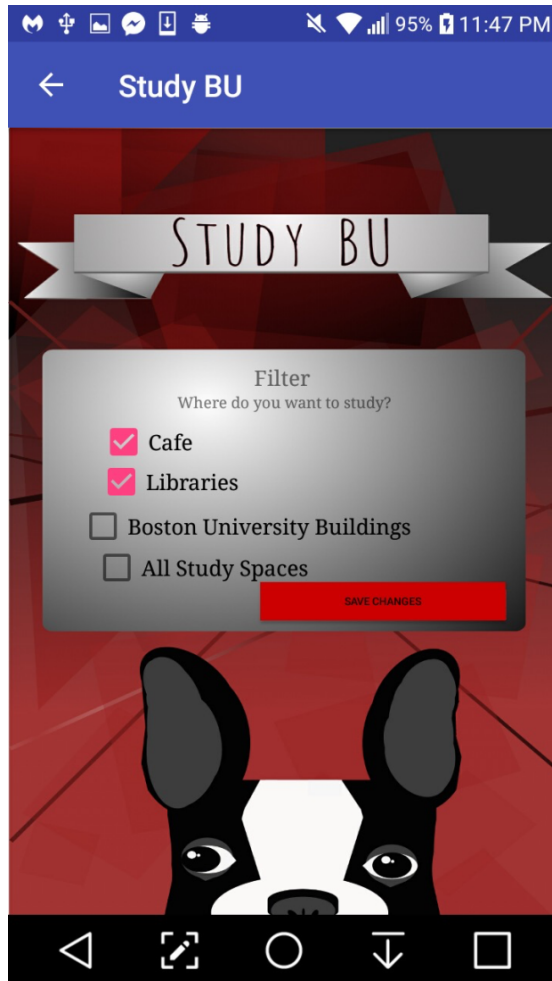 95% 11:47 PM
Study BU
STUDY BU
Filter
Where do you want to study?
Cafe
Libraries
Boston University Buildings
All Study Spaces
SAVE CHANGES